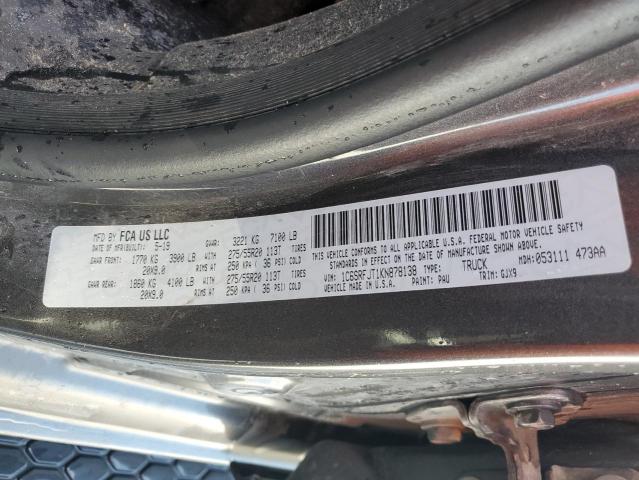 MFD BY FCA US LLC
DATE OF MFR(BUILT): 5-19 GVWR: 3221 KG 7100 LB
GAWR FRONT: 1770 KG 3900 LB WITH 275/55R20 113T TIRES
20X9.0 RIMS AT 250 KPA ( 36 PSI) COLD
GAWR REAR: 1860 KG 4100 LB WITH 275/55R20 113T TIRES
20X9.0 RIMS AT 250 KPA ( 36 PSI) COLD
THIS VEHICLE CONFORMS TO ALL APPLICABLE U.S.A. FEDERAL MOTOR VEHICLE SAFETY
STANDARDS IN EFFECT ON THE DATE OF MANUFACTURE SHOWN ABOVE.
VIN: 1C6SRFJT1KN878138 TRUCK MDH: 053111 473AA
VEHICLE MADE IN U.S.A. PAINT: PAU TRIM: GJX9